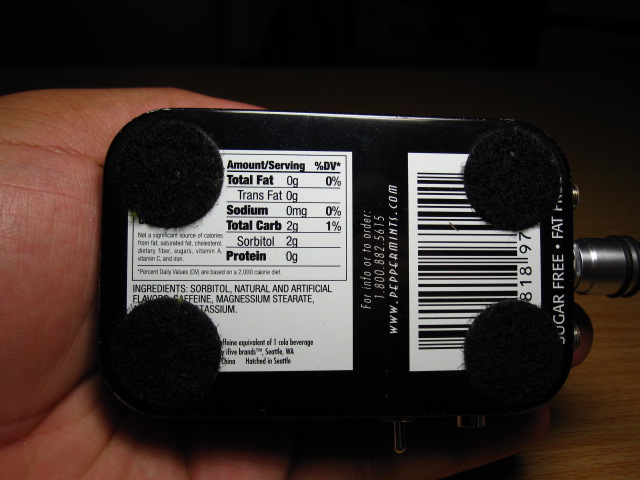 Amount/Serving %DV*
Total Fat 0g 0%
Trans Fat 0g
Sodium 0mg 0%
Total Carb 2g 1%
Sorbitol 2g
Protein 0g
Not a significant source of calories
from fat, saturated fat, cholesterol,
dietary fiber, sugars, vitamin A,
vitamin C, and iron.
*Percent Daily Values (DV) are based on a 2,000 calorie diet.
INGREDIENTS: SORBITOL, NATURAL AND ARTIFICIAL
FLAVORS, CAFFEINE, MAGNESIUM STEARATE,
equivalent of 1 cola beverage
ifive brands™, Seattle, WA
China Hatched in Seattle
For info or to order:
1.800.882.5615
www.PEPPERMINTS.com
818 97
SUGAR FREE • FAT FREE